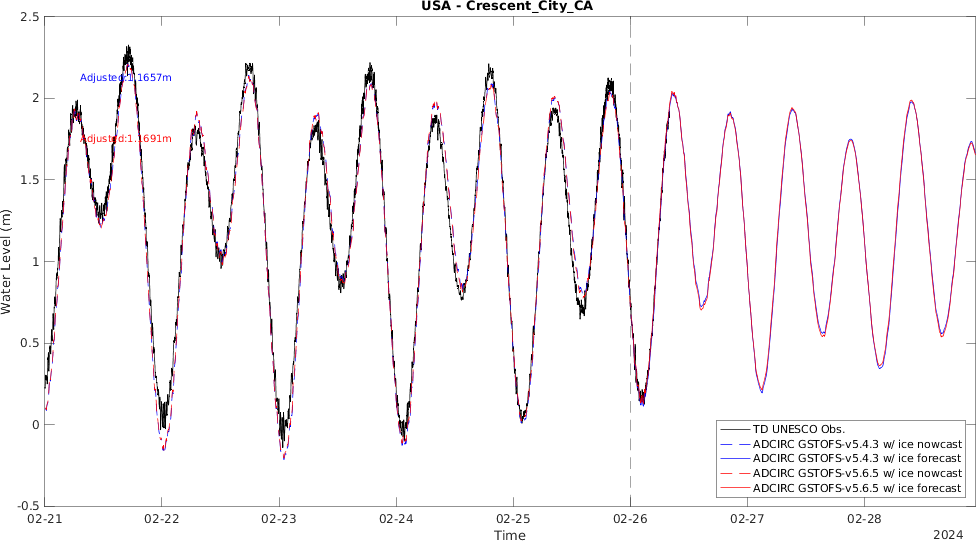 USA - Crescent_City_CA
2.5
2
1.5
1
0.5
0
-0.5
Water Level (m)
Adjusted:1.1657m
Adjusted:1.1691m
TD UNESCO Obs.
ADCIRC GSTOFS-v5.4.3 w/ ice nowcast
ADCIRC GSTOFS-v5.4.3 w/ ice forecast
ADCIRC GSTOFS-v5.6.5 w/ ice nowcast
ADCIRC GSTOFS-v5.6.5 w/ ice forecast
02-21 02-22 02-23 02-24 02-25 02-26 02-27 02-28
Time
2024